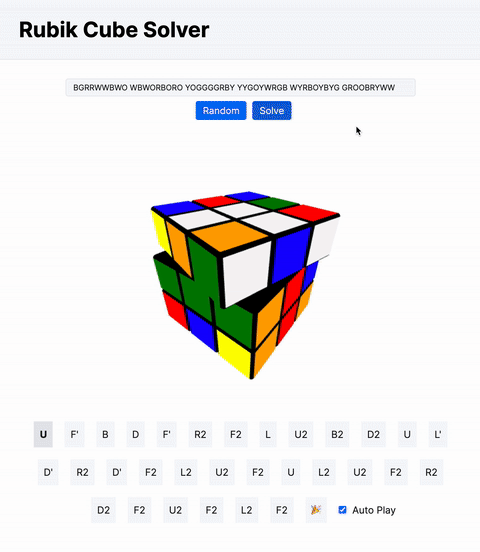 Rubik Cube Solver
BGRRWWBWO WBWORBORO YOGGGGRBY YYGOYWRGB WYRBOYBYG GROOBRYWW
Random Solve
U F' B D F' R2 F2 L U2 B2 D2 U L'
D' R2 D' F2 L2 U2 F2 U L2 U2 F2 R2
D2 F2 U2 F2 L2 F2 🎉 Auto Play